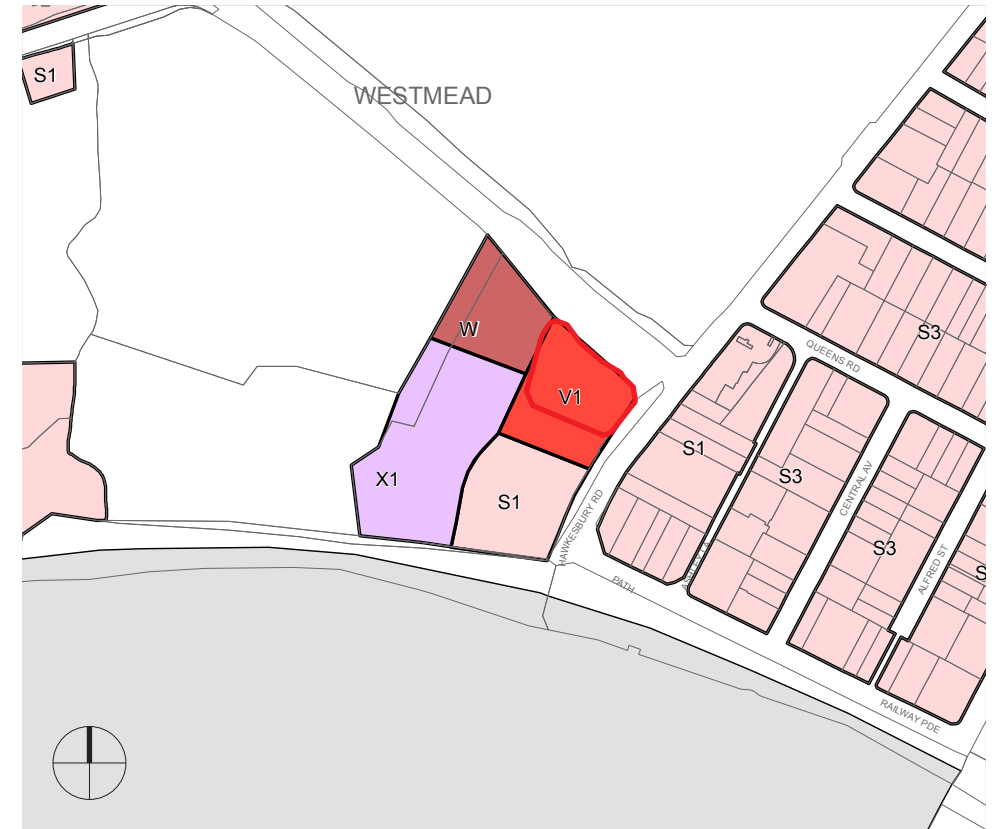 S1
WESTMEAD
S3
QUEENS RD
W
V1
S1
X1
S3
S1
HAWKESBURY RD
CENTRAL AV
S3
ALFRED ST
PATH
RAILWAY PDE